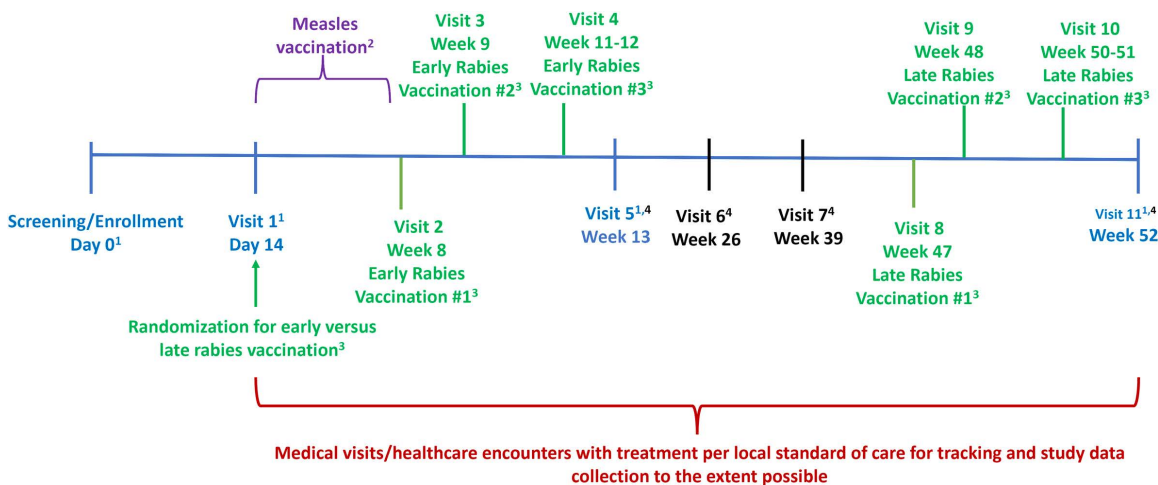 Measles
vaccination²
Visit 3
Week 9
Early Rabies
Vaccination #2³
Visit 4
Week 11-12
Early Rabies
Vaccination #3³
Visit 9
Week 48
Late Rabies
Vaccination #2³
Visit 10
Week 50-51
Late Rabies
Vaccination #3³
Screening/Enrollment
Day 0¹
Visit 1¹
Day 14
Visit 2
Week 8
Early Rabies
Vaccination #1³
Visit 5¹,⁴
Week 13
Visit 6⁴
Week 26
Visit 7⁴
Week 39
Visit 8
Week 47
Late Rabies
Vaccination #1³
Visit 11¹,⁴
Week 52
Randomization for early versus
late rabies vaccination³
Medical visits/healthcare encounters with treatment per local standard of care for tracking and study data
collection to the extent possible